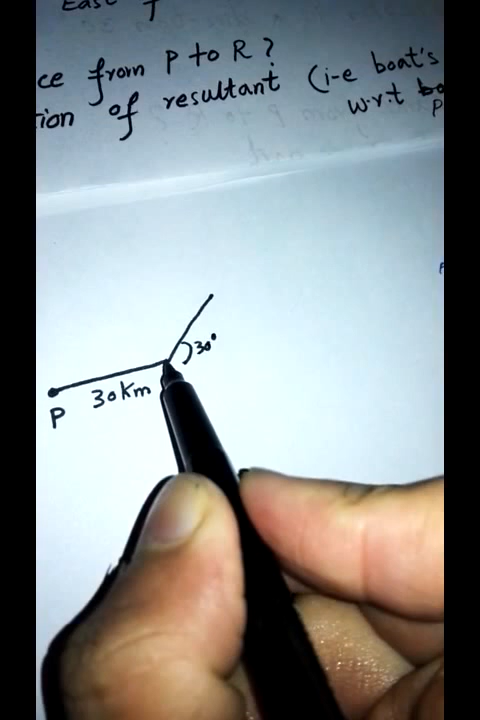 East
ce from P to R?
ion of resultant (i-e boat's
w.r.t
P
30°
30Km
P